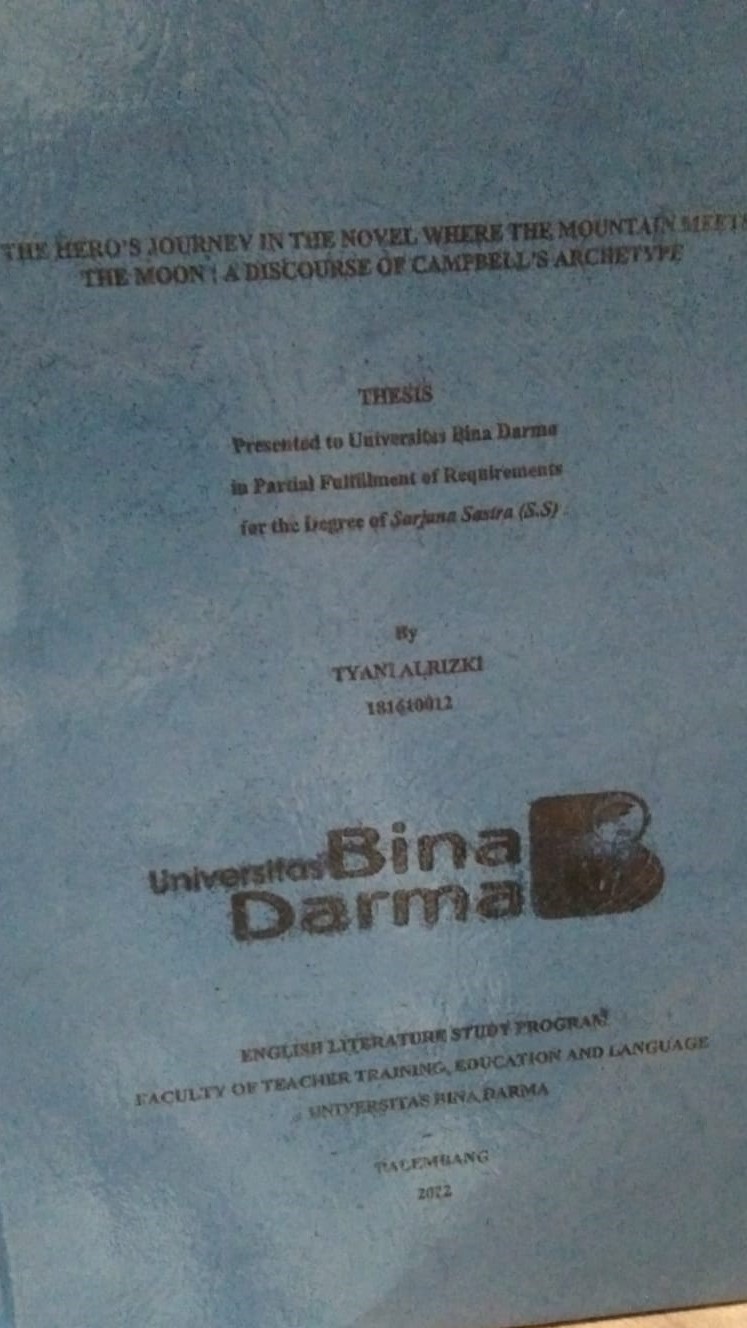 THE HERO'S JOURNEY IN THE NOVEL WHERE THE MOUNTAIN MEETS
THE MOON : A DISCOURSE OF CAMPBELL'S ARCHETYPE
THESIS
Presented to Universitas Bina Darma
in Partial Fulfillment of Requirements
for the Degree of Sarjana Sastra (S.S)
By
TYANI ALRIZKI
181610012
Universitas Bina
Darma
ENGLISH LITERATURE STUDY PROGRAM
FACULTY OF TEACHER TRAINING, EDUCATION AND LANGUAGE
UNIVERSITAS BINA DARMA
PALEMBANG
2022